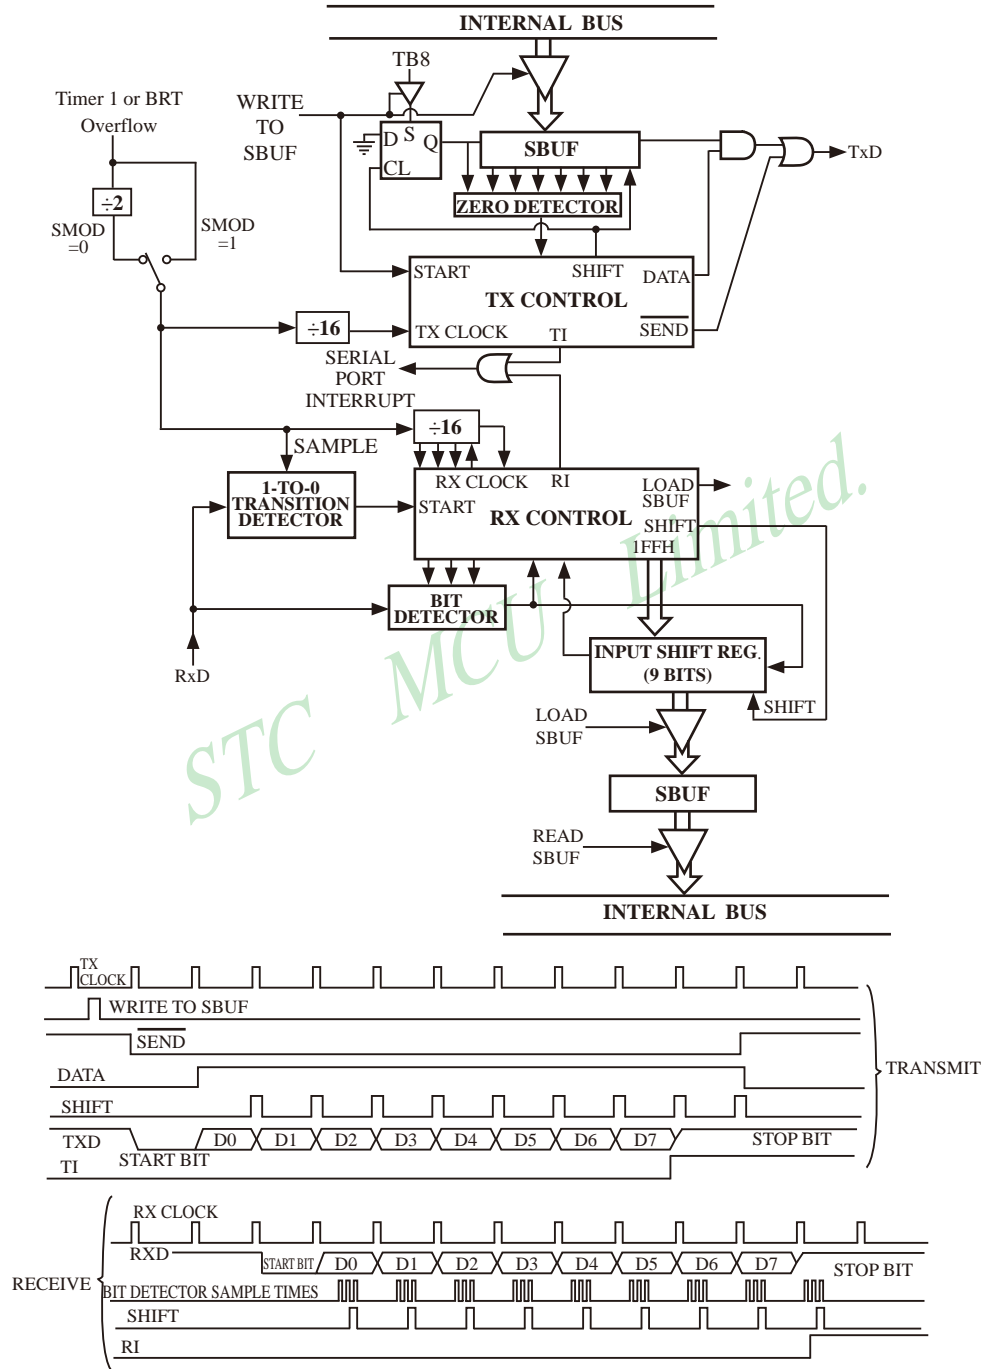 INTERNAL BUS
TB8
Timer 1 or BRT
Overflow
WRITE
TO
SBUF
D
S
Q
CL
SBUF
TxD
÷2
ZERO DETECTOR
SMOD
=0
SMOD
=1
START
SHIFT
DATA
TX CONTROL
÷16
TX CLOCK
TI
SEND
SERIAL
PORT
INTERRUPT
÷16
SAMPLE
1-TO-0
TRANSITION
DETECTOR
RX CLOCK
RI
LOAD
SBUF
START
RX CONTROL
SHIFT
1FFH
BIT
DETECTOR
RxD
INPUT SHIFT REG.
(9 BITS)
SHIFT
LOAD
SBUF
SBUF
READ
SBUF
INTERNAL BUS
STC MCU Limited.
TX
CLOCK
WRITE TO SBUF
SEND
DATA
TRANSMIT
SHIFT
TXD
START BIT
D0 D1 D2 D3 D4 D5 D6 D7
STOP BIT
TI
RX CLOCK
RXD
START BIT
D0 D1 D2 D3 D4 D5 D6 D7
STOP BIT
RECEIVE
BIT DETECTOR SAMPLE TIMES
SHIFT
RI